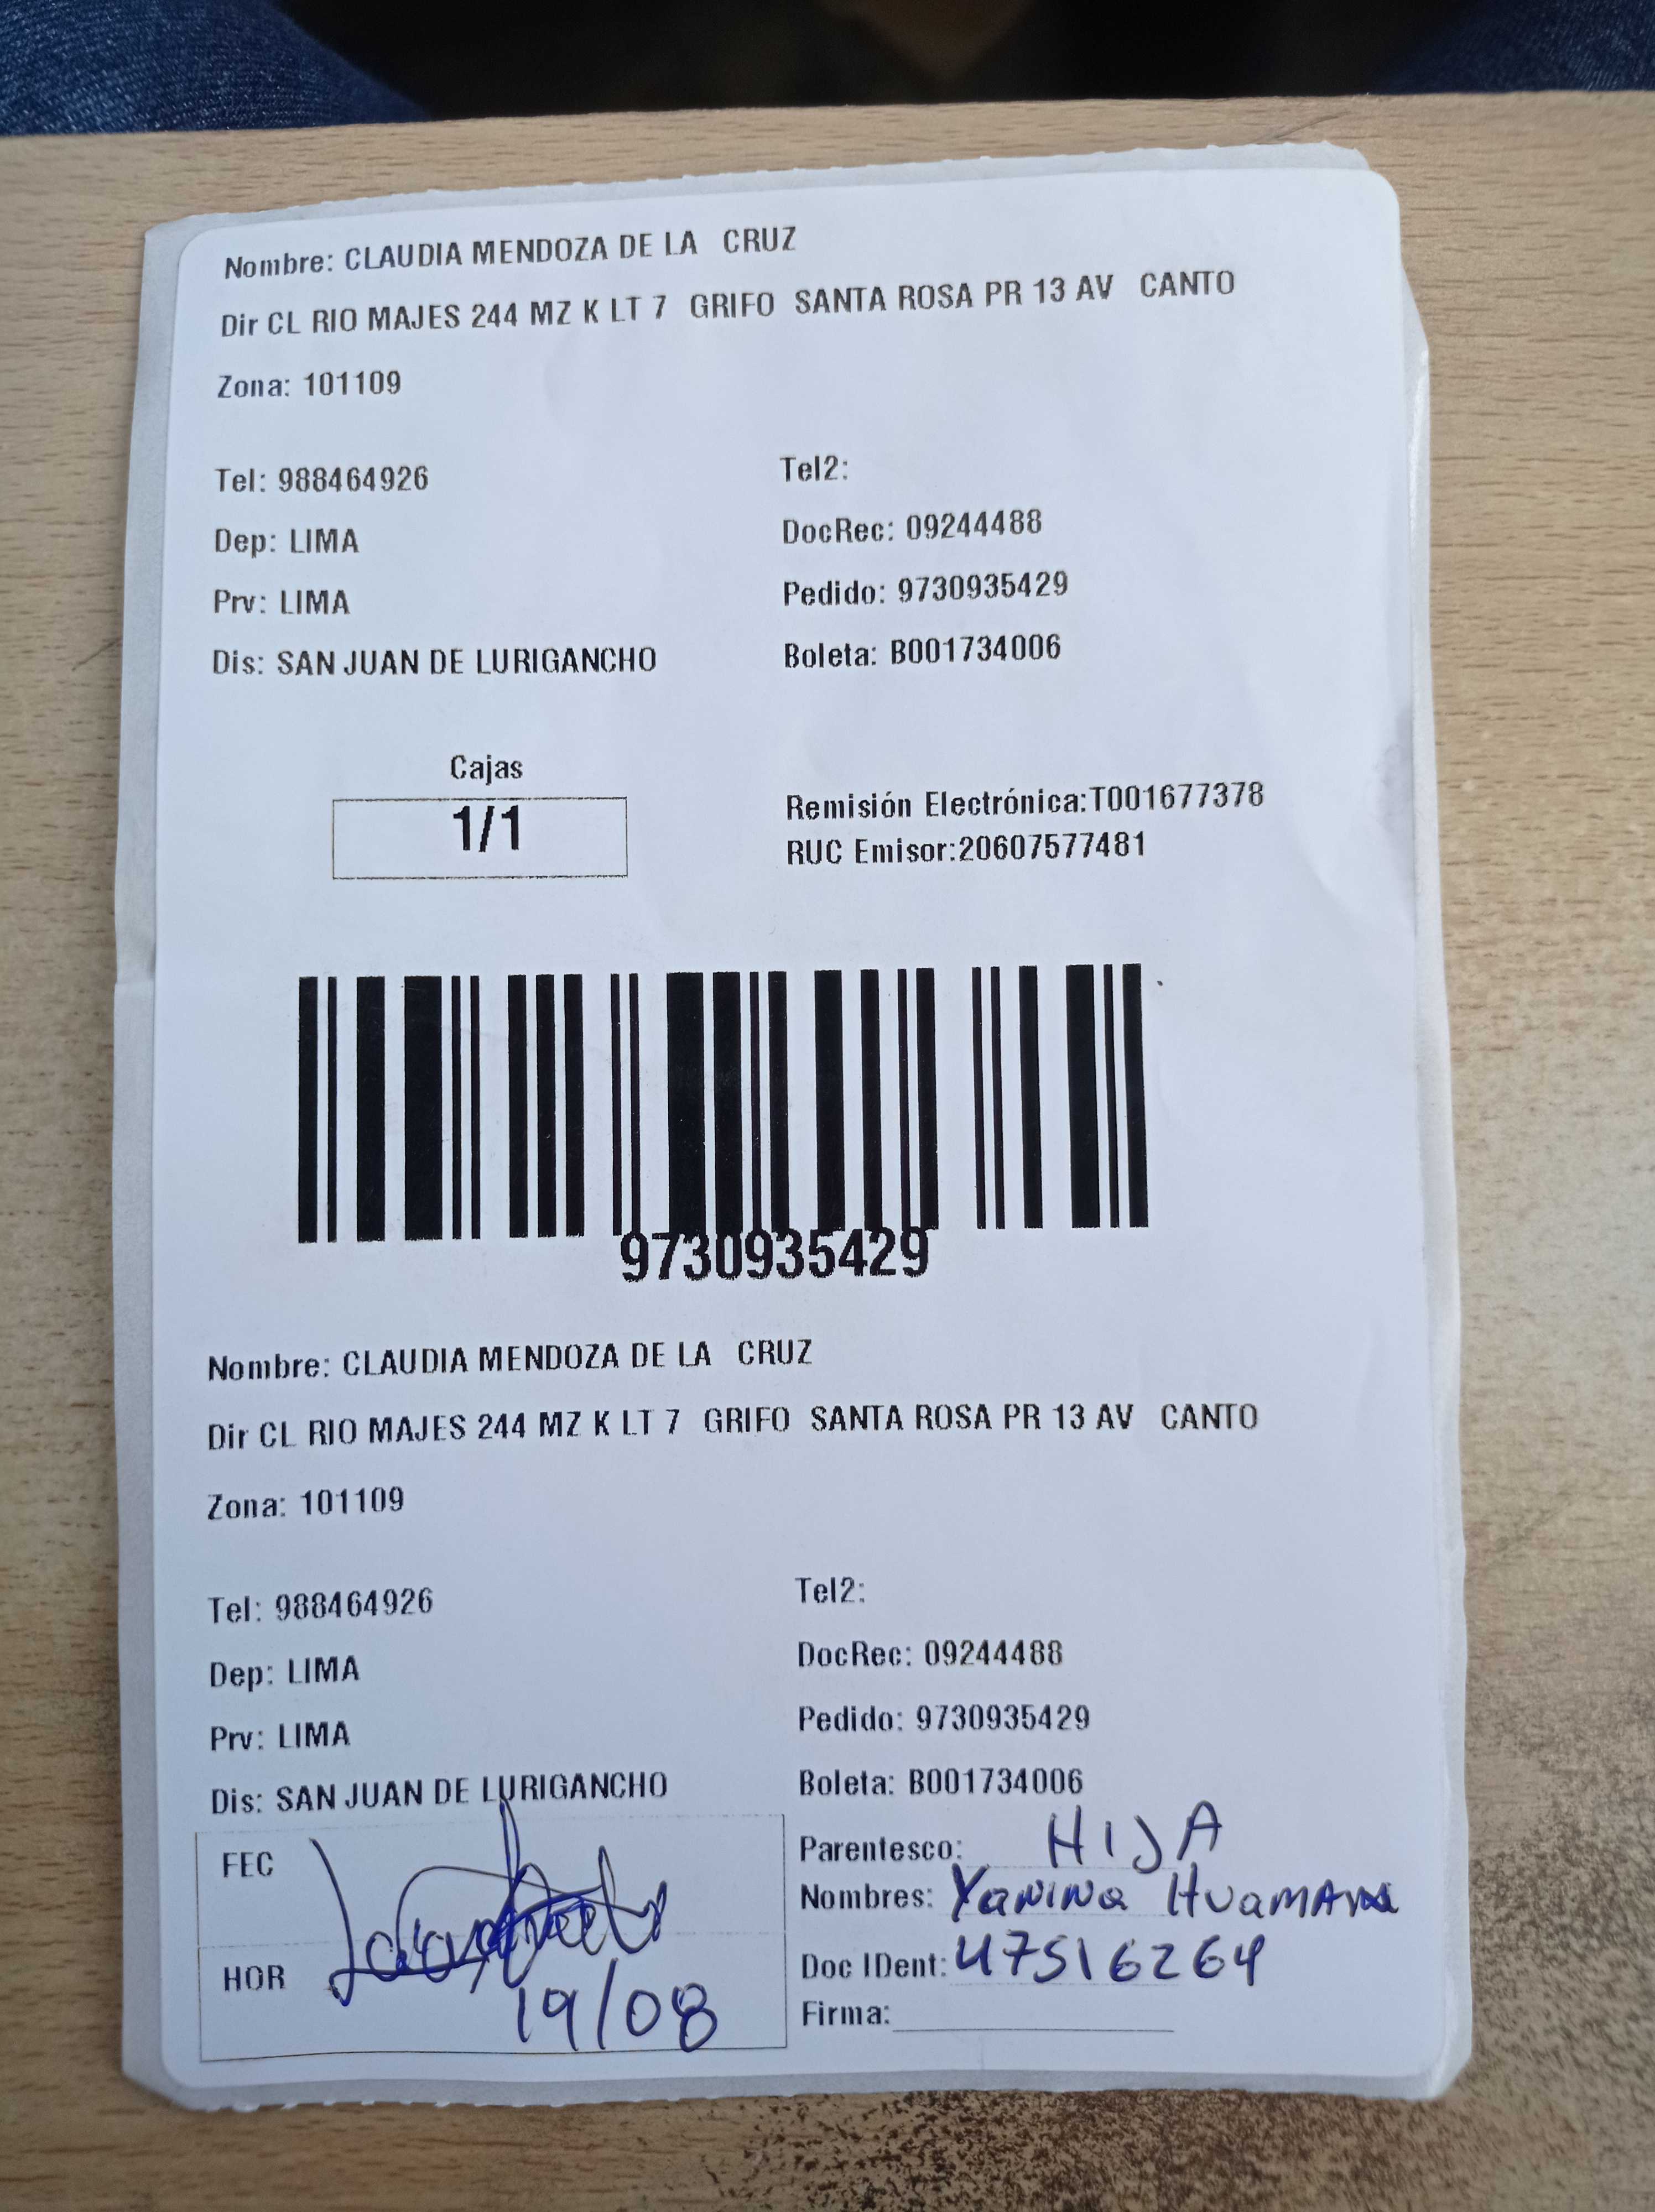 Nombre: CLAUDIA MENDOZA DE LA CRUZ
Dir CL RIO MAJES 244 MZ K LT 7 GRIFO SANTA ROSA PR 13 AV CANTO
Zona: 101109
Tel: 988464926 Tel2:
Dep: LIMA DocRec: 09244488
Prv: LIMA Pedido: 9730935429
Dis: SAN JUAN DE LURIGANCHO Boleta: B001734006
Cajas
1/1
Remisión Electrónica:T001677378
RUC Emisor:20607577481
9730935429
Nombre: CLAUDIA MENDOZA DE LA CRUZ
Dir CL RIO MAJES 244 MZ K LT 7 GRIFO SANTA ROSA PR 13 AV CANTO
Zona: 101109
Tel: 988464926 Tel2:
Dep: LIMA DocRec: 09244488
Prv: LIMA Pedido: 9730935429
Dis: SAN JUAN DE LURIGANCHO Boleta: B001734006
FEC
HOR
19/08
Parentesco: HIJA
Nombres: Yanina Huamana
Doc IDent: 47516264
Firma: